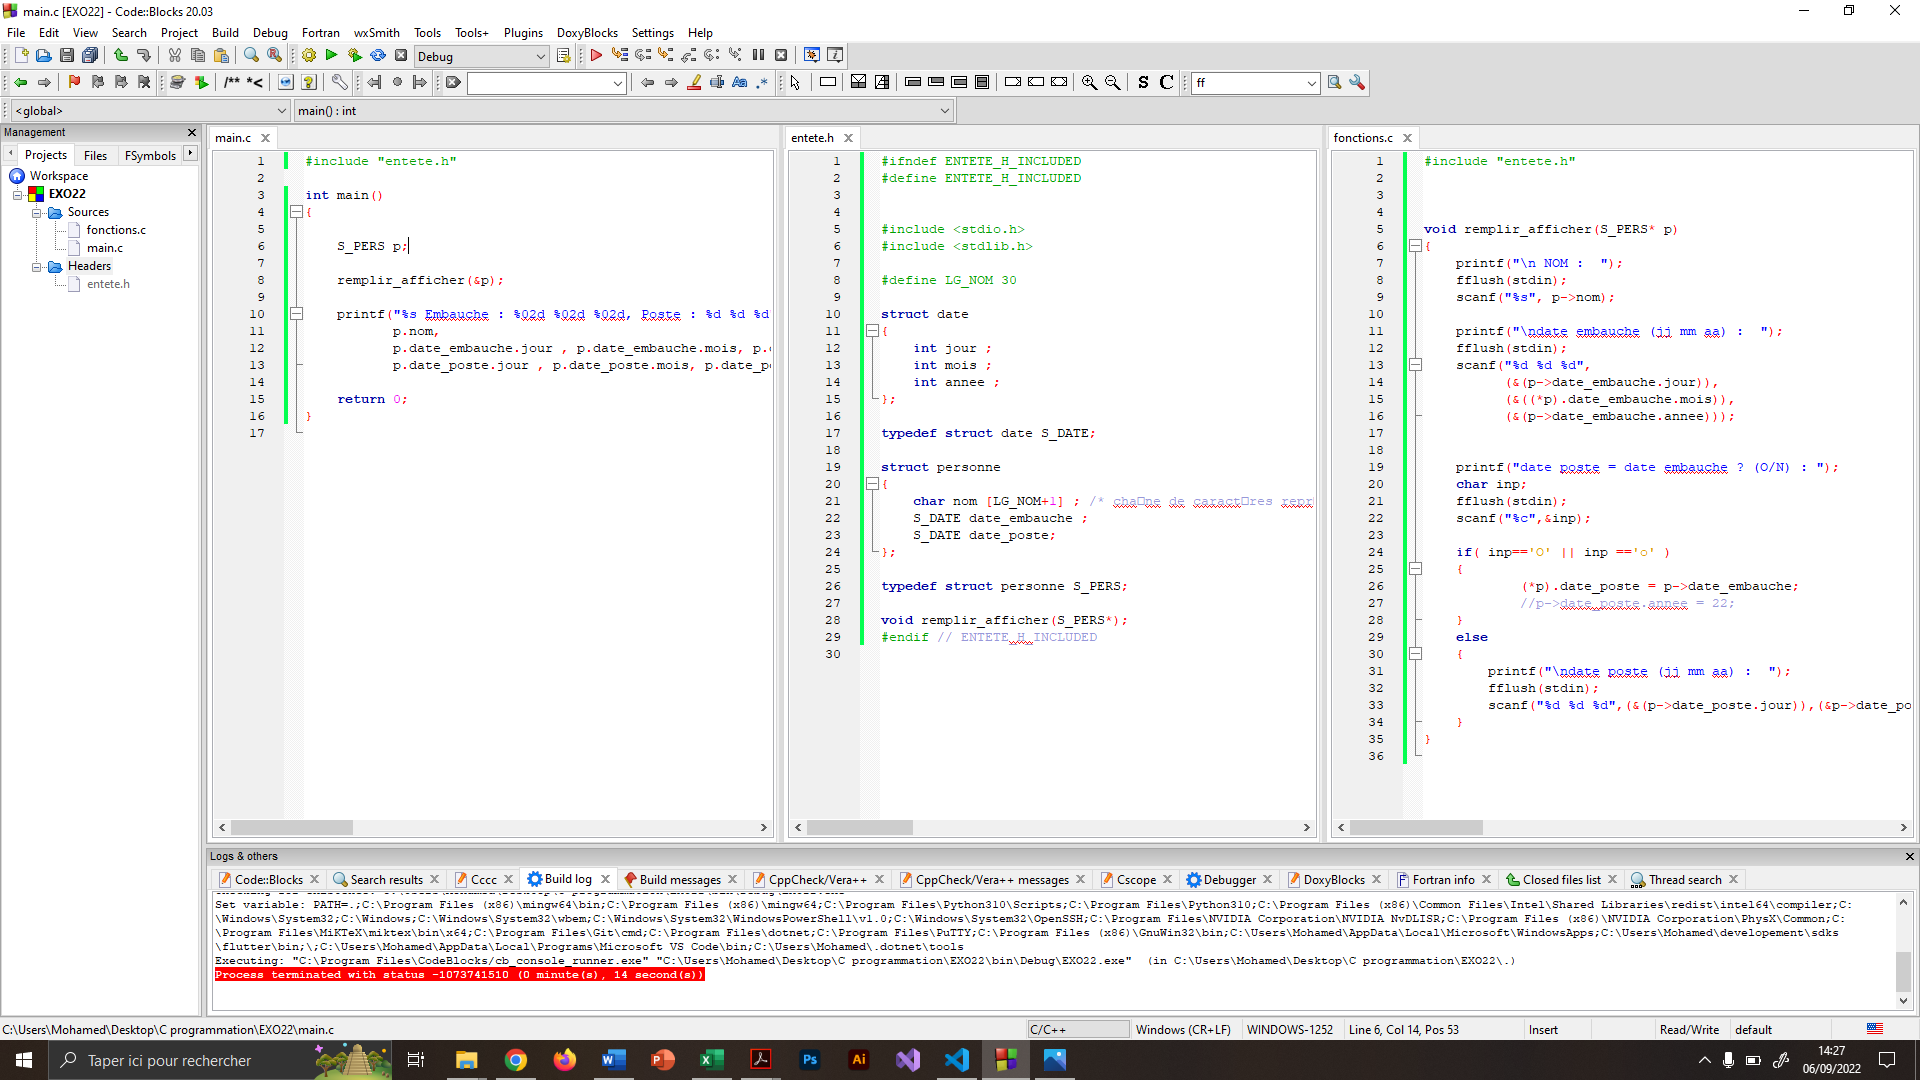 main.c [EXO22] - Code::Blocks 20.03
File Edit View Search Project Build Debug Fortran wxSmith Tools Tools+ Plugins DoxyBlocks Settings Help
Debug
/** *<
Aa .*
S C
ff
<global>
main() : int
Management
Projects Files FSymbols
Workspace
EXO22
Sources
fonctions.c
main.c
Headers
entete.h
main.c
1 #include "entete.h"
2
3 int main()
4 {
5
6 S_PERS p;
7
8 remplir_afficher(&p);
9
10 printf("%s Embauche : %02d %02d %02d, Poste : %d %d %d
11 p.nom,
12 p.date_embauche.jour , p.date_embauche.mois, p.
13 p.date_poste.jour , p.date_poste.mois, p.date_po
14
15 return 0;
16 }
17
entete.h
1 #ifndef ENTETE_H_INCLUDED
2 #define ENTETE_H_INCLUDED
3
4
5 #include <stdio.h>
6 #include <stdlib.h>
7
8 #define LG_NOM 30
9
10 struct date
11 {
12 int jour ;
13 int mois ;
14 int annee ;
15 };
16
17 typedef struct date S_DATE;
18
19 struct personne
20 {
21 char nom [LG_NOM+1] ; /* cha□ne de caract□res repr
22 S_DATE date_embauche ;
23 S_DATE date_poste;
24 };
25
26 typedef struct personne S_PERS;
27
28 void remplir_afficher(S_PERS*);
29 #endif // ENTETE_H_INCLUDED
30
fonctions.c
1 #include "entete.h"
2
3
4
5 void remplir_afficher(S_PERS* p)
6 {
7 printf("\n NOM :  ");
8 fflush(stdin);
9 scanf("%s", p->nom);
10
11 printf("\ndate embauche (jj mm aa) :  ");
12 fflush(stdin);
13 scanf("%d %d %d",
14 (&(p->date_embauche.jour)),
15 (&((*p).date_embauche.mois)),
16 (&(p->date_embauche.annee)));
17
18
19 printf("date poste = date embauche ? (O/N) : ");
20 char inp;
21 fflush(stdin);
22 scanf("%c",&inp);
23
24 if( inp=='O' || inp =='o' )
25 {
26 (*p).date_poste = p->date_embauche;
27 //p->date_poste.annee = 22;
28 }
29 else
30 {
31 printf("\ndate poste (jj mm aa) :  ");
32 fflush(stdin);
33 scanf("%d %d %d",(&(p->date_poste.jour)),(&p->date_po
34 }
35 }
36
Logs & others
Code::Blocks Search results Cccc Build log Build messages CppCheck/Vera++ CppCheck/Vera++ messages Cscope Debugger DoxyBlocks Fortran info Closed files list Thread search
Set variable: PATH=.;C:\Program Files (x86)\mingw64\bin;C:\Program Files (x86)\mingw64;C:\Program Files\Python310\Scripts;C:\Program Files\Python310;C:\Program Files (x86)\Common Files\Intel\Shared Libraries\redist\intel64\compiler;C:
\Windows\System32;C:\Windows;C:\Windows\System32\wbem;C:\Windows\System32\WindowsPowerShell\v1.0;C:\Windows\System32\OpenSSH;C:\Program Files\NVIDIA Corporation\NVIDIA NvDLISR;C:\Program Files (x86)\NVIDIA Corporation\PhysX\Common;C:
\Program Files\MiKTeX\miktex\bin\x64;C:\Program Files\Git\cmd;C:\Program Files\dotnet;C:\Program Files\PuTTY;C:\Program Files (x86)\GnuWin32\bin;C:\Users\Mohamed\AppData\Local\Microsoft\WindowsApps;C:\Users\Mohamed\developement\sdks
\flutter\bin;\;C:\Users\Mohamed\AppData\Local\Programs\Microsoft VS Code\bin;C:\Users\Mohamed\.dotnet\tools
Executing: "C:\Program Files\CodeBlocks/cb_console_runner.exe" "C:\Users\Mohamed\Desktop\C programmation\EXO22\bin\Debug\EXO22.exe"  (in C:\Users\Mohamed\Desktop\C programmation\EXO22\.)
Process terminated with status -1073741510 (0 minute(s), 14 second(s))
C:\Users\Mohamed\Desktop\C programmation\EXO22\main.c C/C++ Windows (CR+LF) WINDOWS-1252 Line 6, Col 14, Pos 53 Insert Read/Write default
Taper ici pour rechercher
Ps Ai
14:27
06/09/2022